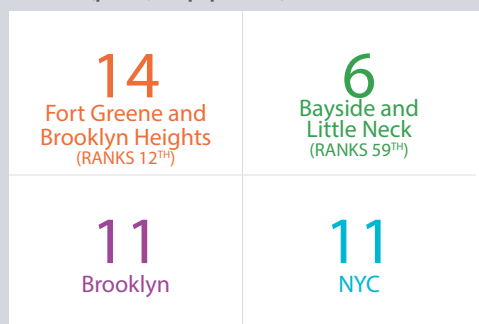 14
Fort Greene and
Brooklyn Heights
(RANKS 12TH)
6
Bayside and
Little Neck
(RANKS 59TH)
11
Brooklyn
11
NYC